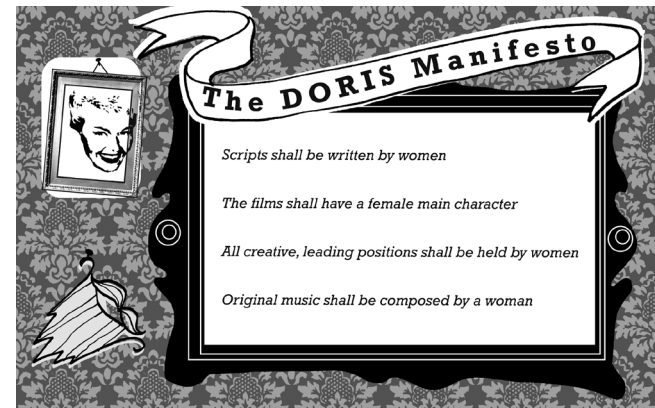 The DORIS Manifesto
Scripts shall be written by women
The films shall have a female main character
All creative, leading positions shall be held by women
Original music shall be composed by a woman